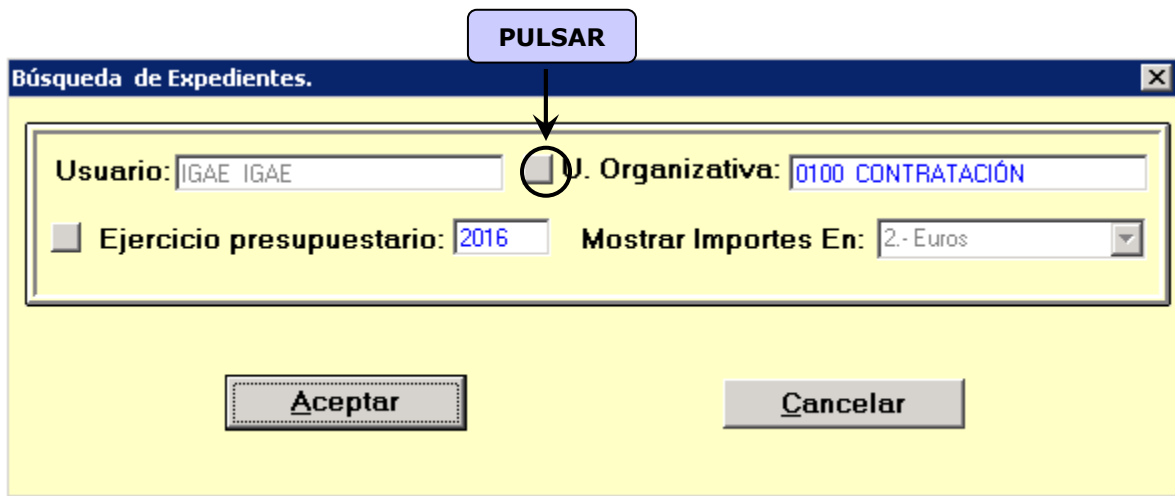 PULSAR
Búsqueda de Expedientes.
Usuario: IGAE IGAE U. Organizativa: 0100 CONTRATACIÓN
Ejercicio presupuestario: 2016 Mostrar Importes En: 2.- Euros
Aceptar Cancelar